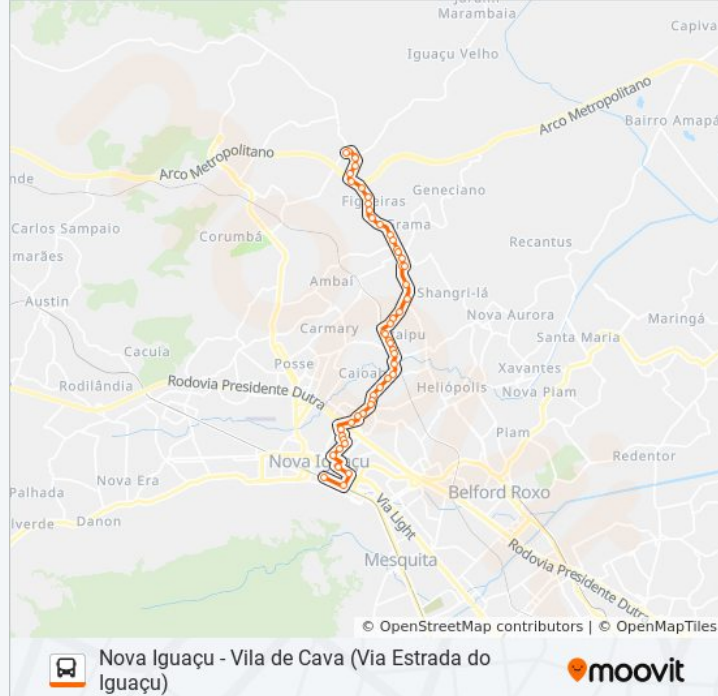 Jardim
Marambaia
Capiva
Iguaçu Velho
Arco Metropolitano
Bairro Amapá
Arco Metropolitano
nde
Geneciano
Figueiras
Carlos Sampaio
Grama
Corumbá
Recantus
marães
Ambaí
Shangri-lá
Austin
Nova Aurora
Maringá
Carmary
Santa Maria
Cacula
Posse
Xavantes
Rodilândia
Rodovia Presidente Dutra
Heliópolis
Nova Piam
Piam
Nova Iguaçu
Redentor
Nova Era
Palhada
Belford Roxo
lverde
Danon
Via Light
Mesquita
Rodovia Presidente Dutra
© OpenStreetMap contributors | © OpenMapTiles
Nova Iguaçu - Vila de Cava (Via Estrada do
Iguaçu)
moovit